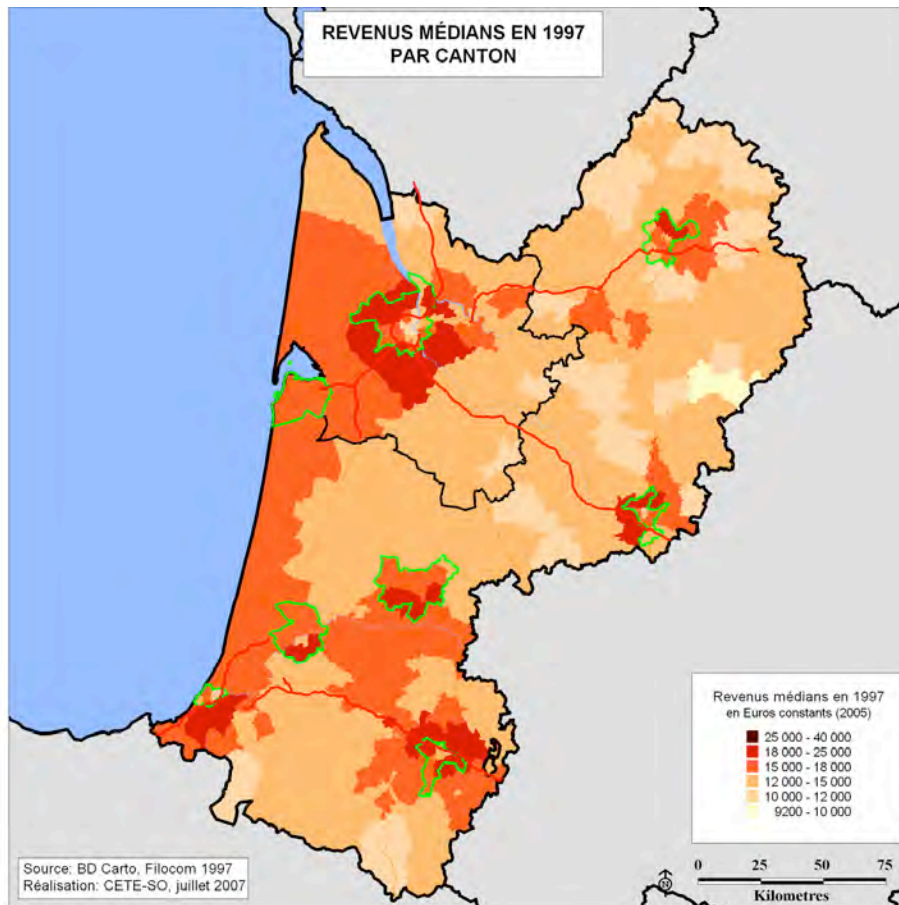 REVENUS MÉDIANS EN 1997
PAR CANTON
Revenus médians en 1997
en Euros constants (2005)
25 000 - 40 000
18 000 - 25 000
15 000 - 18 000
12 000 - 15 000
10 000 - 12 000
9200 - 10 000
Source: BD Carto, Filocom 1997
Réalisation: CETE-SO, juillet 2007
0 25 50 75
Kilometres